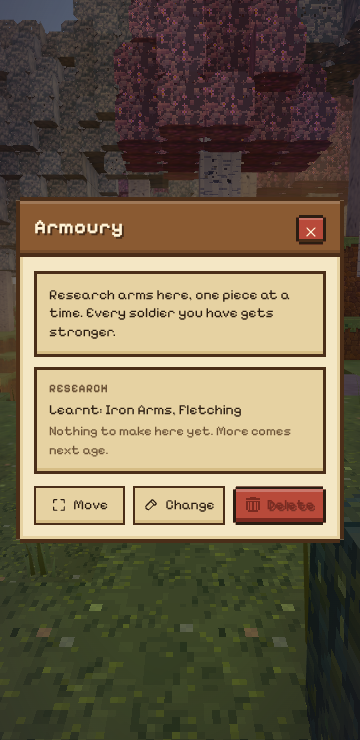 Armoury
Research arms here, one piece at a
time. Every soldier you have gets
stronger.
RESEARCH
Learnt: Iron Arms, Fletching
Nothing to make here yet. More comes
next age.
Move
Change
Delete